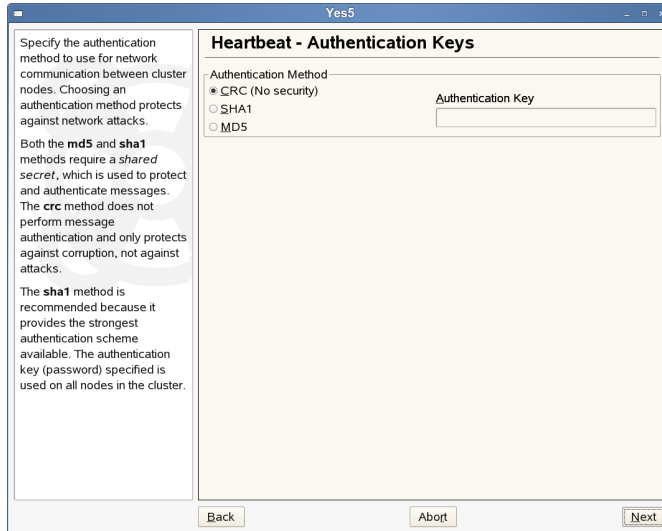 Yes5
Specify the authentication
method to use for network
communication between cluster
nodes. Choosing an
authentication method protects
against network attacks.
Both the md5 and sha1
methods require a shared
secret, which is used to protect
and authenticate messages.
The crc method does not
perform message
authentication and only protects
against corruption, not against
attacks.
The sha1 method is
recommended because it
provides the strongest
authentication scheme
available. The authentication
key (password) specified is
used on all nodes in the cluster.
Heartbeat - Authentication Keys
Authentication Method
CRC (No security)
SHA1
MD5
Authentication Key
Back
Abort
Next